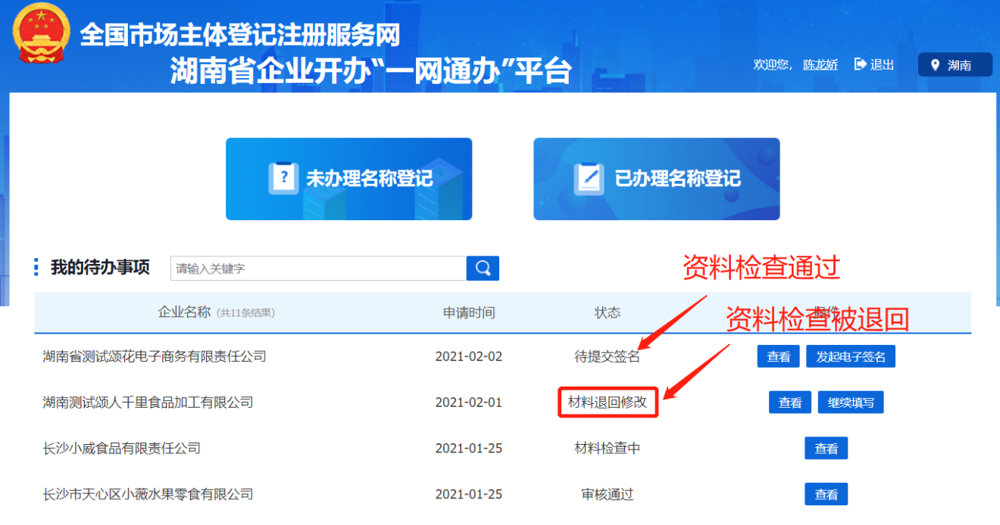 全国市场主体登记注册服务网
湖南省企业开办“一网通办”平台
欢迎您, 陈龙娇 退出 湖南
未办理名称登记 已办理名称登记
我的待办事项 请输入关键字
资料检查通过
企业名称 (共11条结果) 申请时间 状态 操作
资料检查被退回
湖南省测试颂花电子商务有限责任公司 2021-02-02 待提交签名 查看 发起电子签名
湖南测试颂人千里食品加工有限公司 2021-02-01 材料退回修改 查看 继续填写
长沙小威食品有限责任公司 2021-01-25 材料检查中 查看
长沙市天心区小薇水果零食有限公司 2021-01-25 审核通过 查看